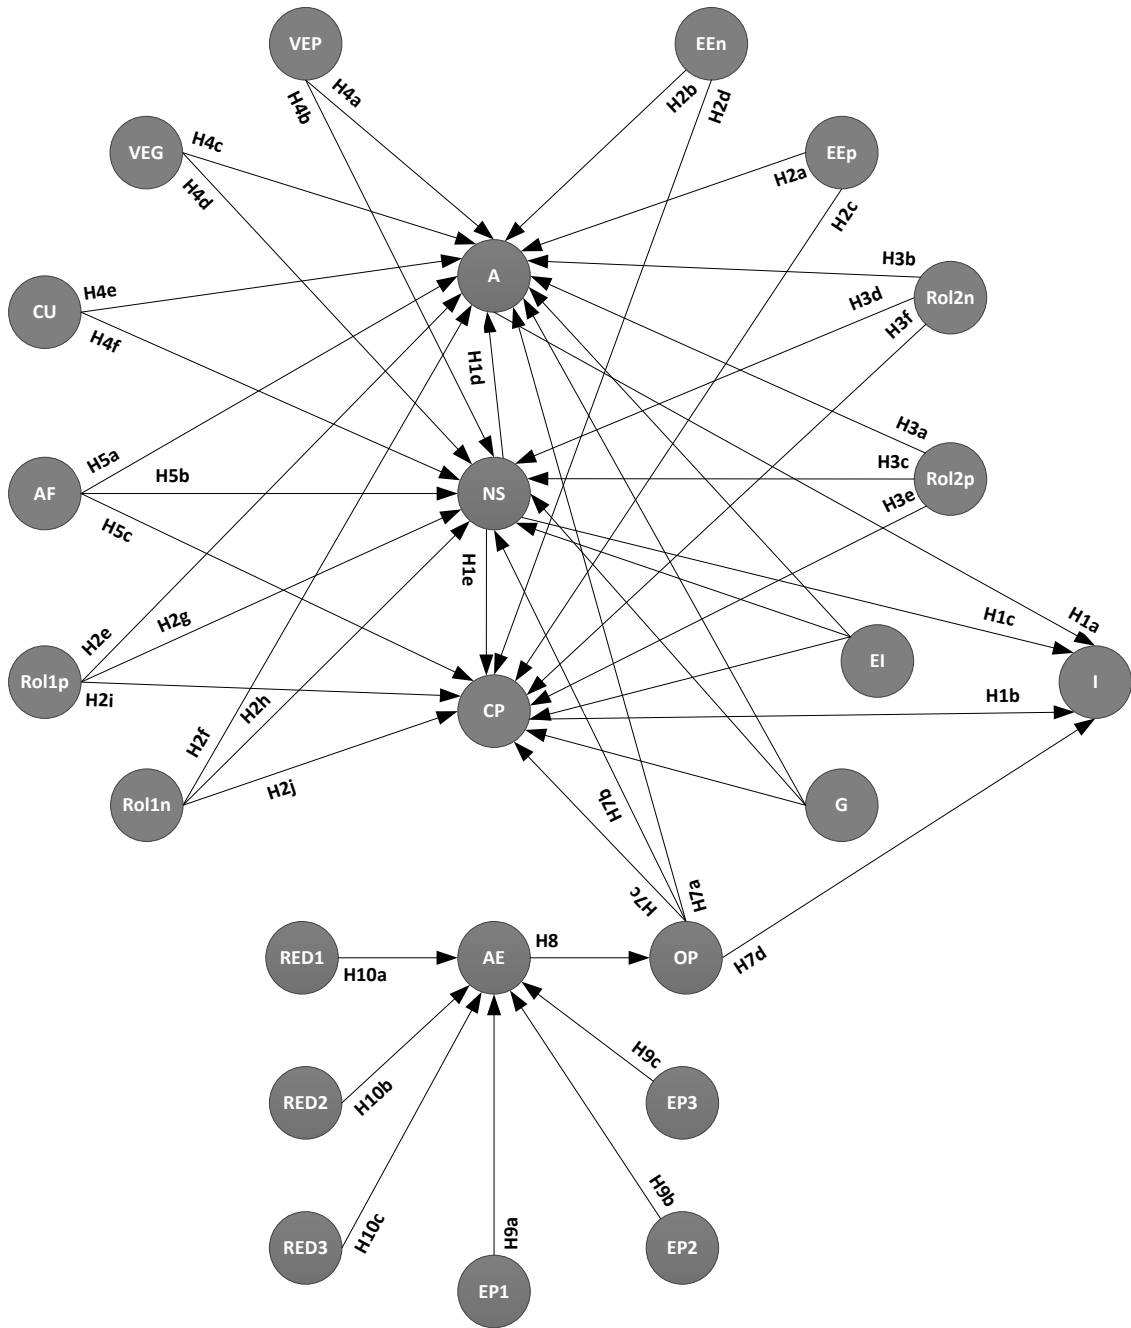 VEP
EEn
H4a
H4b
H2b
H2d
VEG
H4c
H4d
EEp
H2a
H2c
A
H3b
Rol2n
H3d
H3f
CU
H4e
H4f
H1d
H3a
H5a
H5b
H3c
Rol2p
AF
NS
H3e
H5c
H1e
H1c
H1a
H2e
H2g
EI
Rol1p
H2i
I
H1b
CP
H2h
H2f
H2j
Rol1n
H7b
G
H7c
H7a
RED1
H10a
AE
H8
OP
H7d
H9c
RED2
H10b
EP3
H9b
RED3
H10c
H9a
EP2
EP1